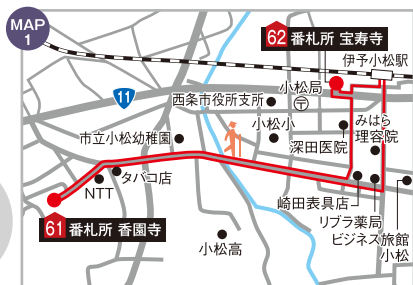 MAP
1
62 番札所 宝寿寺
伊予小松駅
11
小松局
西条市役所支所
みはら
理容院
市立小松幼稚園
小松小
深田医院
タバコ店
NTT
崎田表具店
61 番札所 香園寺
リブラ薬局
ビジネス旅館
小松
小松高